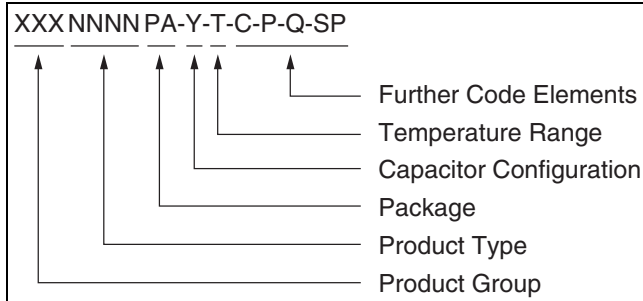 XXX NNNN PA-Y-T-C-P-Q-SP
Further Code Elements
Temperature Range
Capacitor Configuration
Package
Product Type
Product Group